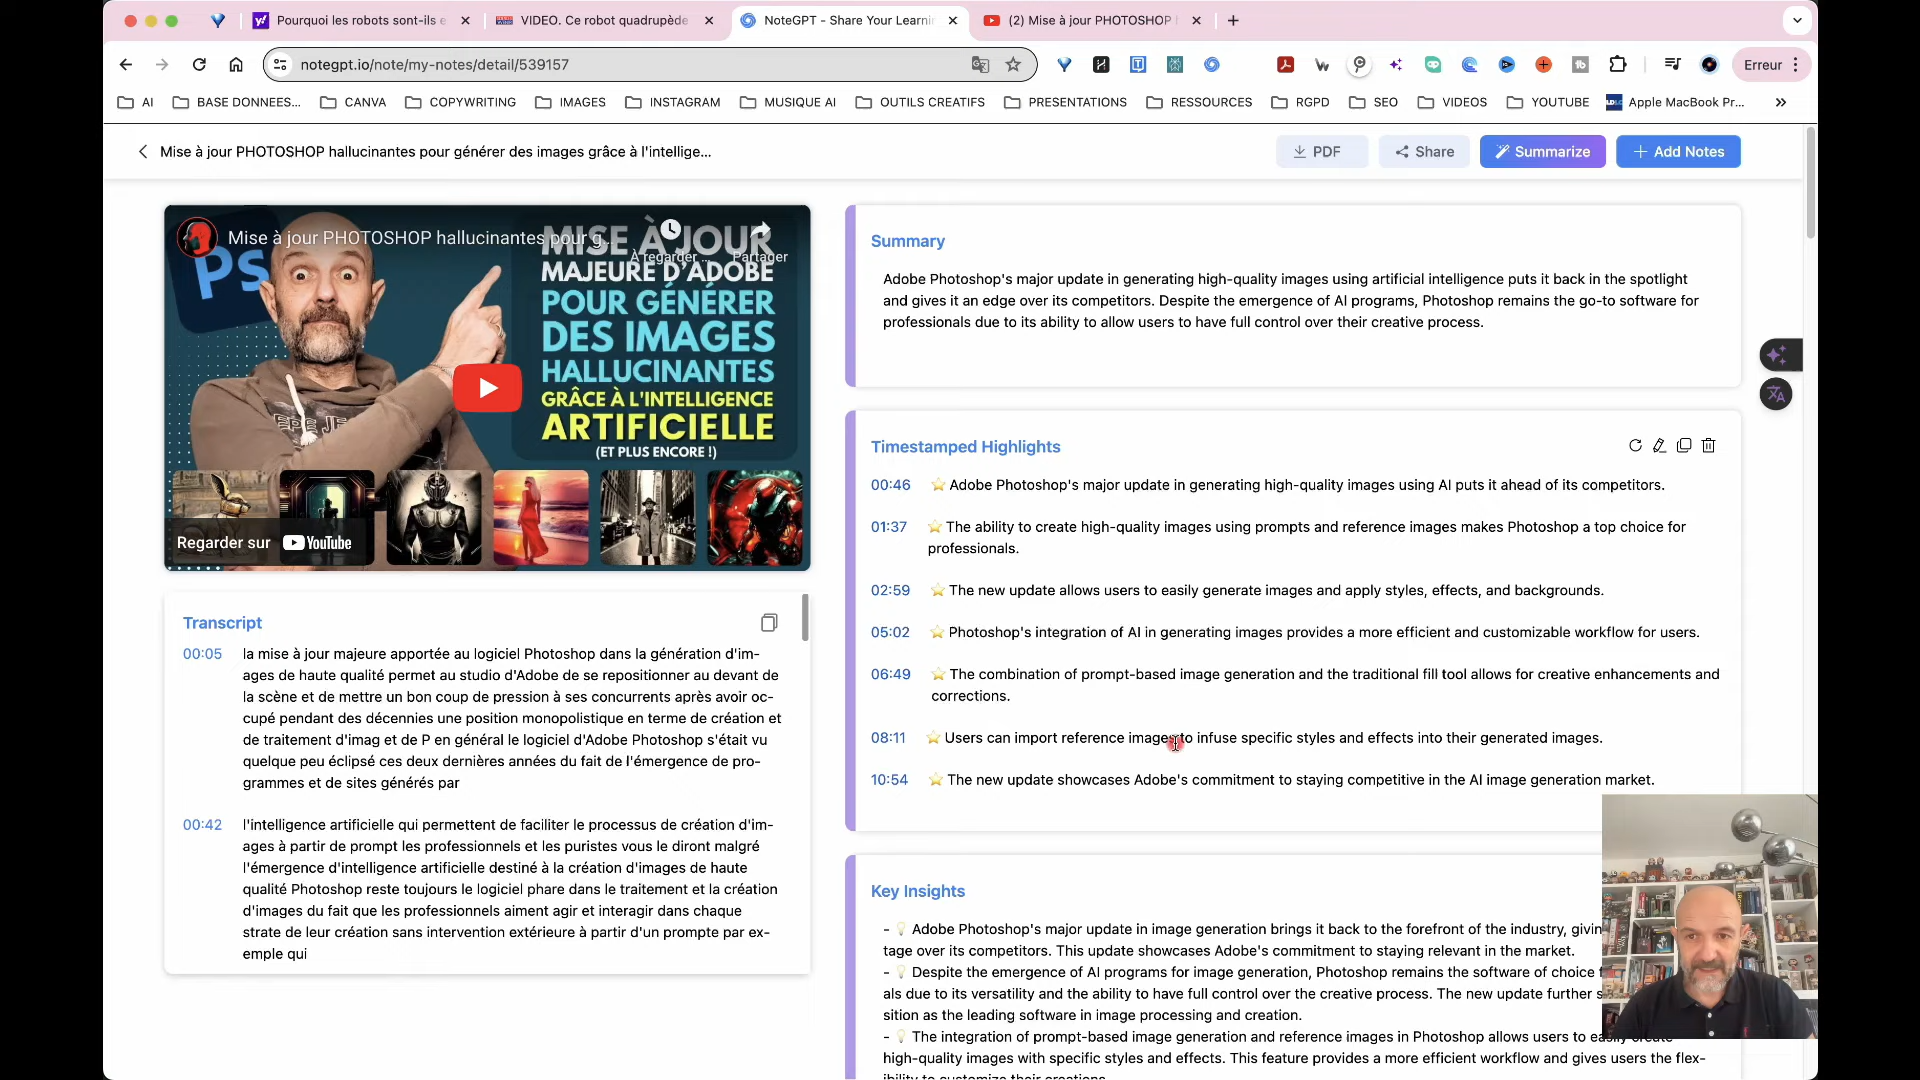 Pourquoi les robots sont-ils e
VIDEO. Ce robot quadrupède
NoteGPT - Share Your Learnin
(2) Mise à jour PHOTOSHOP
notegpt.io/note/my-notes/detail/539157
Erreur
AI
BASE DONNEES...
CANVA
COPYWRITING
IMAGES
INSTAGRAM
MUSIQUE AI
OUTILS CREATIFS
PRESENTATIONS
RESSOURCES
RGPD
SEO
VIDEOS
YOUTUBE
Apple MacBook Pr...
Mise à jour PHOTOSHOP hallucinantes pour générer des images grâce à l'intellige...
PDF
Share
Summarize
Add Notes
Mise à jour PHOTOSHOP hallucinantes pour g...
À regarder ...
Partager
Ps
MISE À JOUR
MAJEURE D'ADOBE
POUR GÉNÉRER
DES IMAGES
HALLUCINANTES
GRÂCE À L'INTELLIGENCE
ARTIFICIELLE
(ET PLUS ENCORE !)
Regarder sur YouTube
Transcript
00:05
la mise à jour majeure apportée au logiciel Photoshop dans la génération d'im-
ages de haute qualité permet au studio d'Adobe de se repositionner au devant de
la scène et de mettre un bon coup de pression à ses concurrents après avoir oc-
cupé pendant des décennies une position monopolistique en terme de création et
de traitement d'imag et de P en général le logiciel d'Adobe Photoshop s'était vu
quelque peu éclipsé ces deux dernières années du fait de l'émergence de pro-
grammes et de sites générés par
00:42
l'intelligence artificielle qui permettent de faciliter le processus de création d'im-
ages à partir de prompt les professionnels et les puristes vous le diront malgré
l'émergence d'intelligence artificielle destiné à la création d'images de haute
qualité Photoshop reste toujours le logiciel phare dans le traitement et la création
d'images du fait que les professionnels aiment agir et interagir dans chaque
strate de leur création sans intervention extérieure à partir d'un prompte par ex-
emple qui
Summary
Adobe Photoshop's major update in generating high-quality images using artificial intelligence puts it back in the spotlight
and gives it an edge over its competitors. Despite the emergence of AI programs, Photoshop remains the go-to software for
professionals due to its ability to allow users to have full control over their creative process.
Timestamped Highlights
00:46 ⭐ Adobe Photoshop's major update in generating high-quality images using AI puts it ahead of its competitors.
01:37 ⭐ The ability to create high-quality images using prompts and reference images makes Photoshop a top choice for
professionals.
02:59 ⭐ The new update allows users to easily generate images and apply styles, effects, and backgrounds.
05:02 ⭐ Photoshop's integration of AI in generating images provides a more efficient and customizable workflow for users.
06:49 ⭐ The combination of prompt-based image generation and the traditional fill tool allows for creative enhancements and
corrections.
08:11 ⭐ Users can import reference images to infuse specific styles and effects into their generated images.
10:54 ⭐ The new update showcases Adobe's commitment to staying competitive in the AI image generation market.
Key Insights
- 💡 Adobe Photoshop's major update in image generation brings it back to the forefront of the industry, givin
tage over its competitors. This update showcases Adobe's commitment to staying relevant in the market.
- 💡 Despite the emergence of AI programs for image generation, Photoshop remains the software of choice f
als due to its versatility and the ability to have full control over the creative process. The new update further s
sition as the leading software in image processing and creation.
- 💡 The integration of prompt-based image generation and reference images in Photoshop allows users to easily create
high-quality images with specific styles and effects. This feature provides a more efficient workflow and gives users the flex-
ibility to customize their creations.